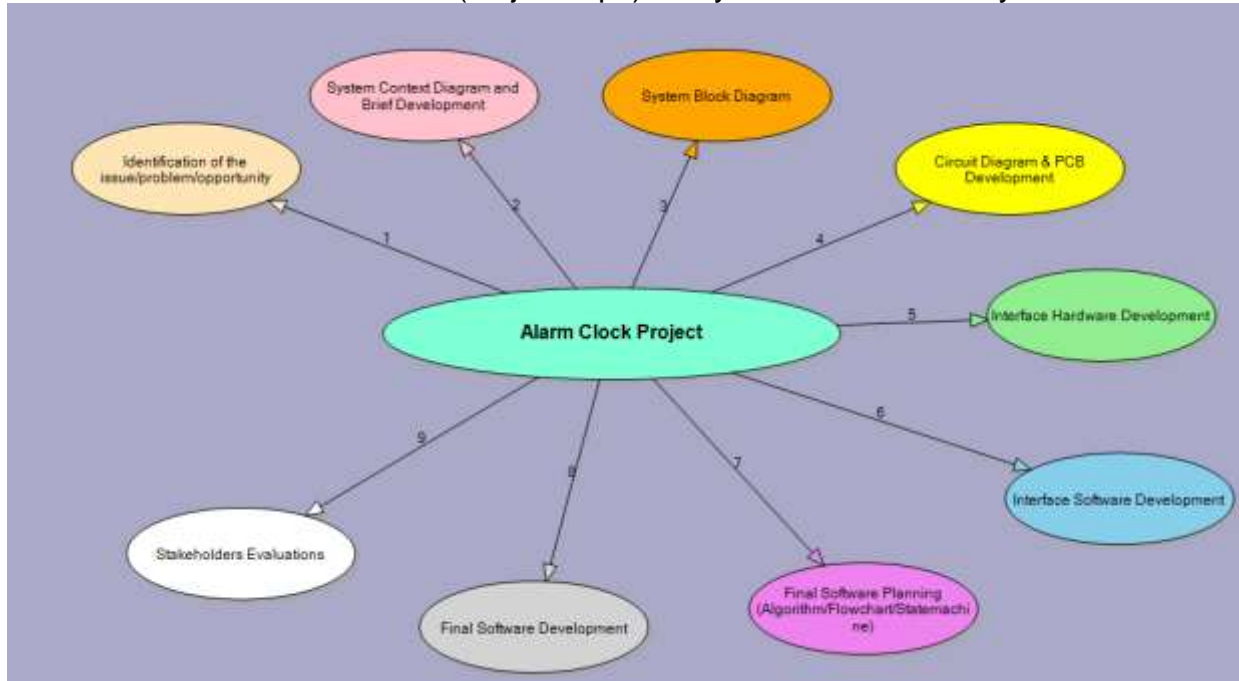 System Context Diagram and
Brief Development
System Block Diagram
Identification of the
issue/problem/opportunity
Circuit Diagram & PCB
Development
1
2
3
4
Alarm Clock Project
5
Interface Hardware Development
6
Interface Software Development
7
8
9
Stakeholders Evaluations
Final Software Development
Final Software Planning
(Algorithm/Flowchart/Statemachi
ne)